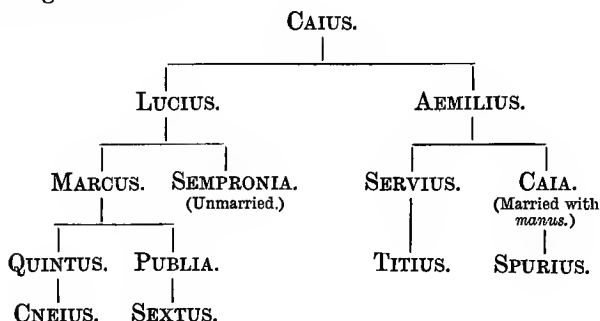 CAIUS.
LUCIUS. AEMILIUS.
MARCUS. SEMPRONIA. SERVIUS. CAIA.
(Unmarried.) (Married with
manus.)
QUINTUS. PUBLIA. TITIUS. SPURIUS.
CNEIUS. SEXTUS.